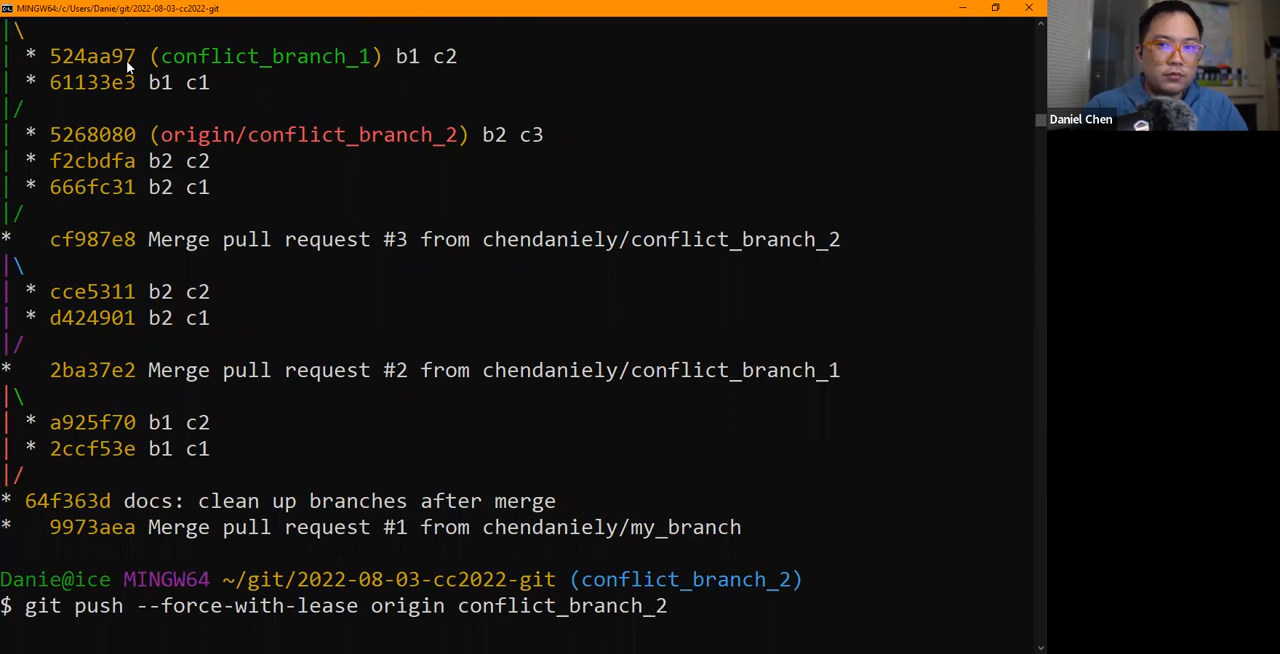 MINGW64:/c/Users/Danie/git/2022-08-03-cc2022-git
|\
| * 524aa97 (conflict_branch_1) b1 c2
| * 61133e3 b1 c1
|/
| * 5268080 (origin/conflict_branch_2) b2 c3
| * f2cbdfa b2 c2
| * 666fc31 b2 c1
|/
*   cf987e8 Merge pull request #3 from chendaniely/conflict_branch_2
|\
| * cce5311 b2 c2
| * d424901 b2 c1
|/
*   2ba37e2 Merge pull request #2 from chendaniely/conflict_branch_1
|\
| * a925f70 b1 c2
| * 2ccf53e b1 c1
|/
* 64f363d docs: clean up branches after merge
*   9973aea Merge pull request #1 from chendaniely/my_branch
Danie@ice MINGW64 ~/git/2022-08-03-cc2022-git (conflict_branch_2)
$ git push --force-with-lease origin conflict_branch_2
Daniel Chen